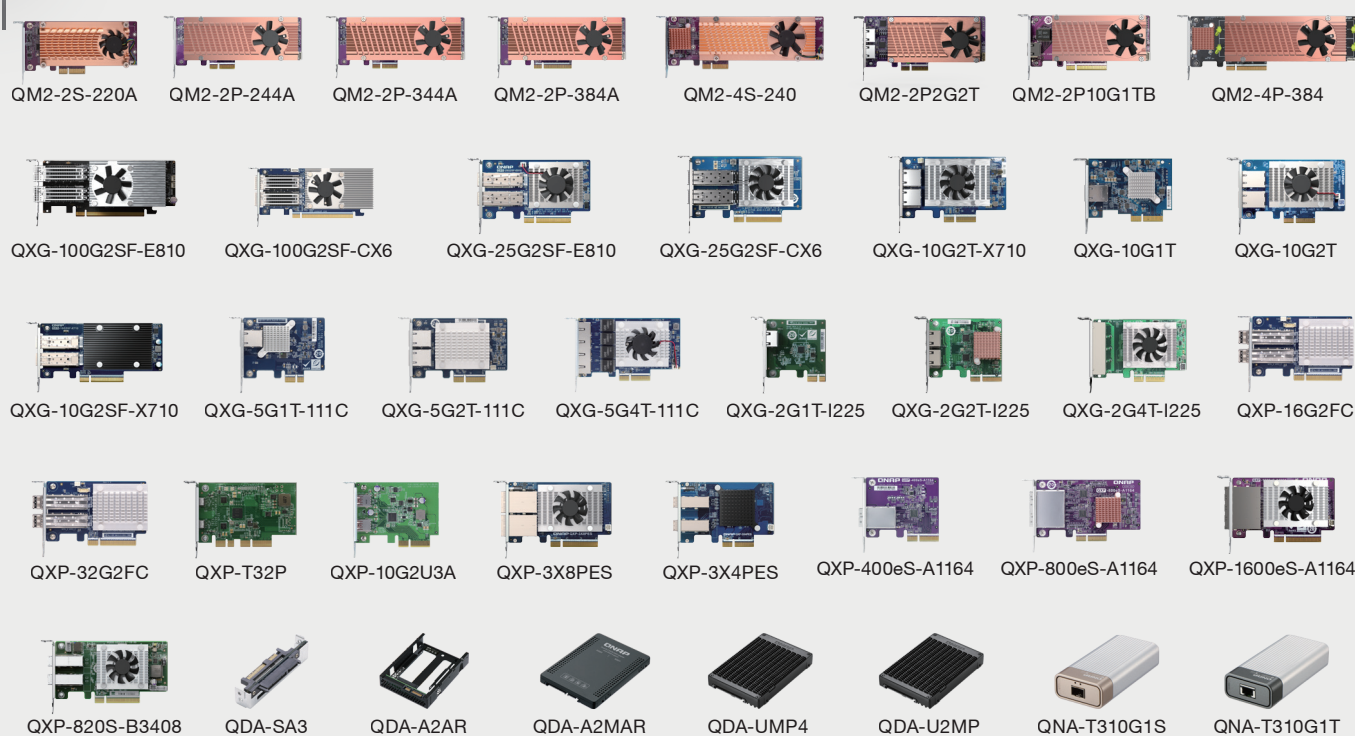 QM2-2S-220A QM2-2P-244A QM2-2P-344A QM2-2P-384A QM2-4S-240 QM2-2P2G2T QM2-2P10G1TB QM2-4P-384
QXG-100G2SF-E810 QXG-100G2SF-CX6 QXG-25G2SF-E810 QXG-25G2SF-CX6 QXG-10G2T-X710 QXG-10G1T QXG-10G2T
QXG-10G2SF-X710 QXG-5G1T-111C QXG-5G2T-111C QXG-5G4T-111C QXG-2G1T-I225 QXG-2G2T-I225 QXG-2G4T-I225 QXP-16G2FC
QXP-32G2FC QXP-T32P QXP-10G2U3A QXP-3X8PES QXP-3X4PES QXP-400eS-A1164 QXP-800eS-A1164 QXP-1600eS-A1164
QNAP
QXP-820S-B3408 QDA-SA3 QDA-A2AR QDA-A2MAR QDA-UMP4 QDA-U2MP QNA-T310G1S QNA-T310G1T